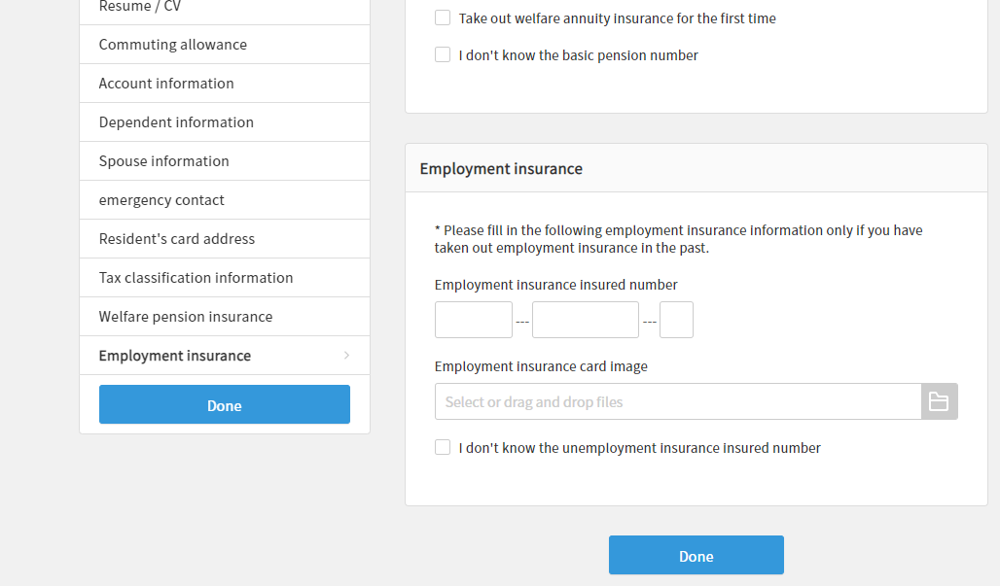 Resume / CV
Commuting allowance
Account information
Dependent information
Spouse information
emergency contact
Resident's card address
Tax classification information
Welfare pension insurance
Employment insurance
Done
Take out welfare annuity insurance for the first time
I don't know the basic pension number
Employment insurance
* Please fill in the following employment insurance information only if you have
taken out employment insurance in the past.
Employment insurance insured number
--- ---
Employment insurance card image
Select or drag and drop files
I don't know the unemployment insurance insured number
Done